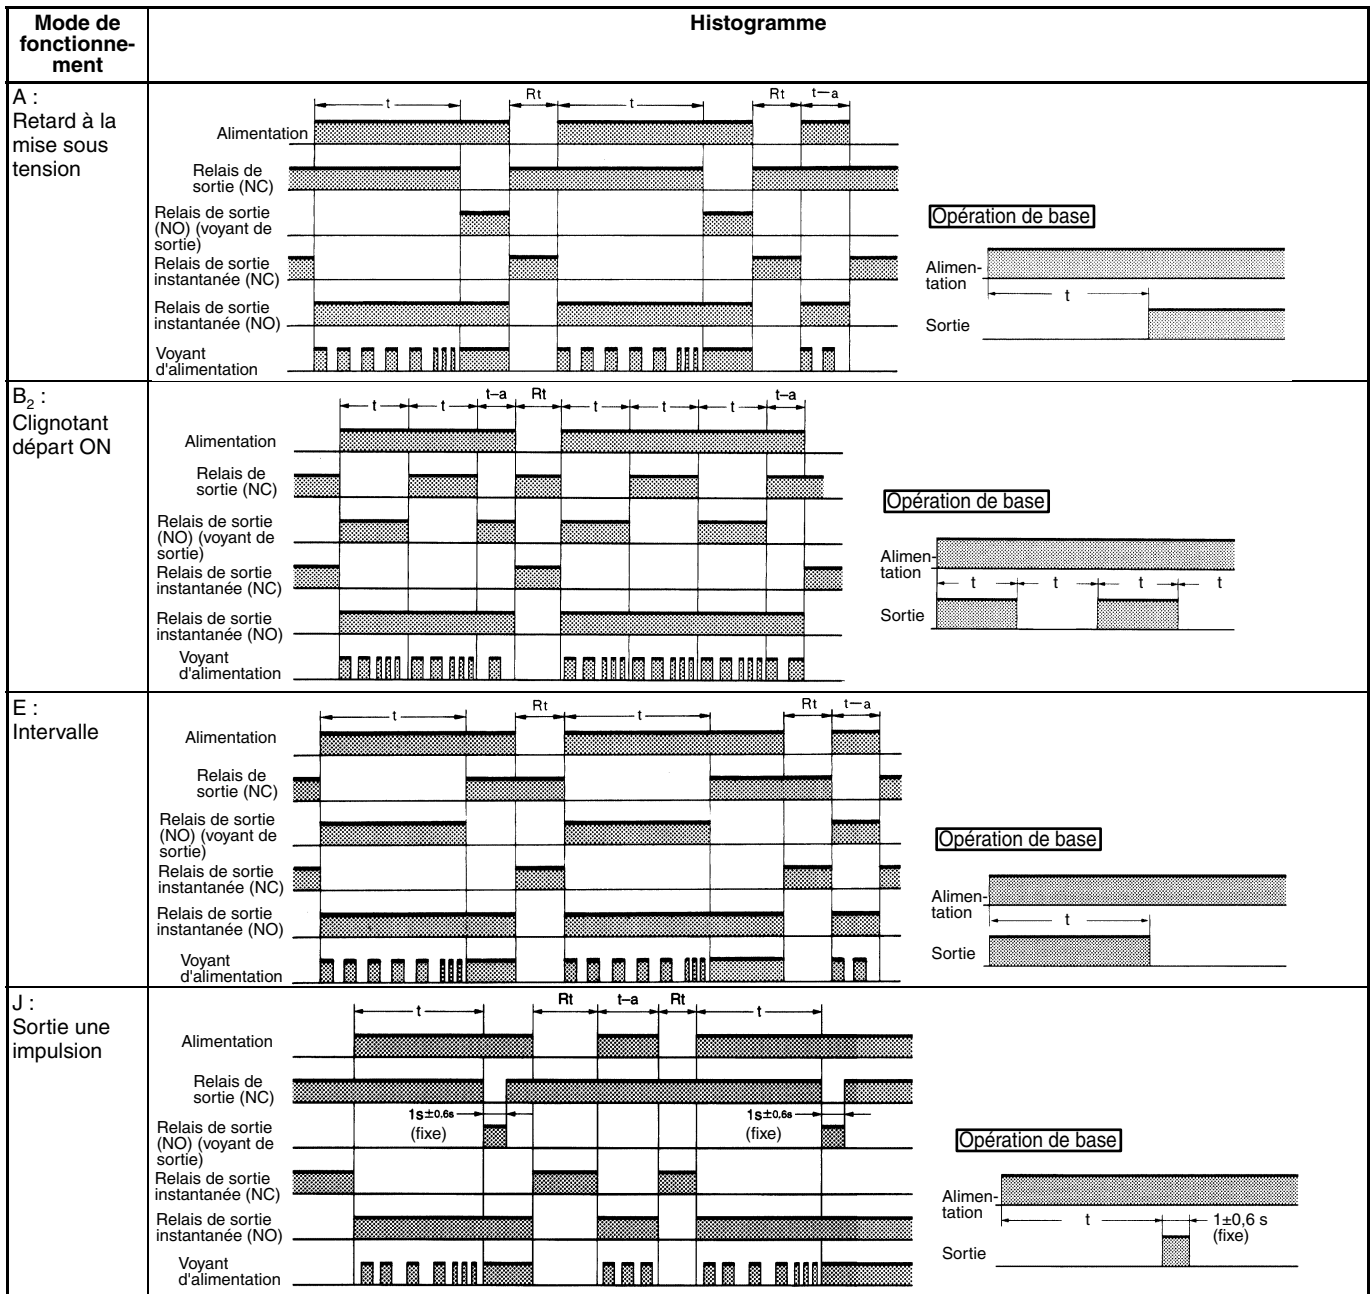 Mode de
fonctionne-
ment
Histogramme
A :
Retard à la
mise sous
tension
t
Rt
t
Rt
t–a
Alimentation
Relais de
sortie (NC)
Relais de sortie
(NO) (voyant de
sortie)
Relais de sortie
instantanée (NC)
Relais de sortie
instantanée (NO)
Voyant
d'alimentation
Opération de base
Alimen-
tation
t
Sortie
B2 :
Clignotant
départ ON
t
t
t–a
Rt
t
t
t
t–a
Alimentation
Relais de
sortie (NC)
Relais de sortie
(NO) (voyant de
sortie)
Relais de sortie
instantanée (NC)
Relais de sortie
instantanée (NO)
Voyant
d'alimentation
Opération de base
Alimen-
tation
t
t
t
t
Sortie
E :
Intervalle
t
Rt
t
Rt
t–a
Alimentation
Relais de
sortie (NC)
Relais de sortie
(NO) (voyant de
sortie)
Relais de sortie
instantanée (NC)
Relais de sortie
instantanée (NO)
Voyant
d'alimentation
Opération de base
Alimen-
tation
t
Sortie
J :
Sortie une
impulsion
t
Rt
t–a
Rt
t
Alimentation
Relais de
sortie (NC)
1s±0,6s
(fixe)
1s±0,6s
(fixe)
Relais de sortie
(NO) (voyant de
sortie)
Relais de sortie
instantanée (NC)
Relais de sortie
instantanée (NO)
Voyant
d'alimentation
Opération de base
Alimen-
tation
t
1±0,6 s
(fixe)
Sortie